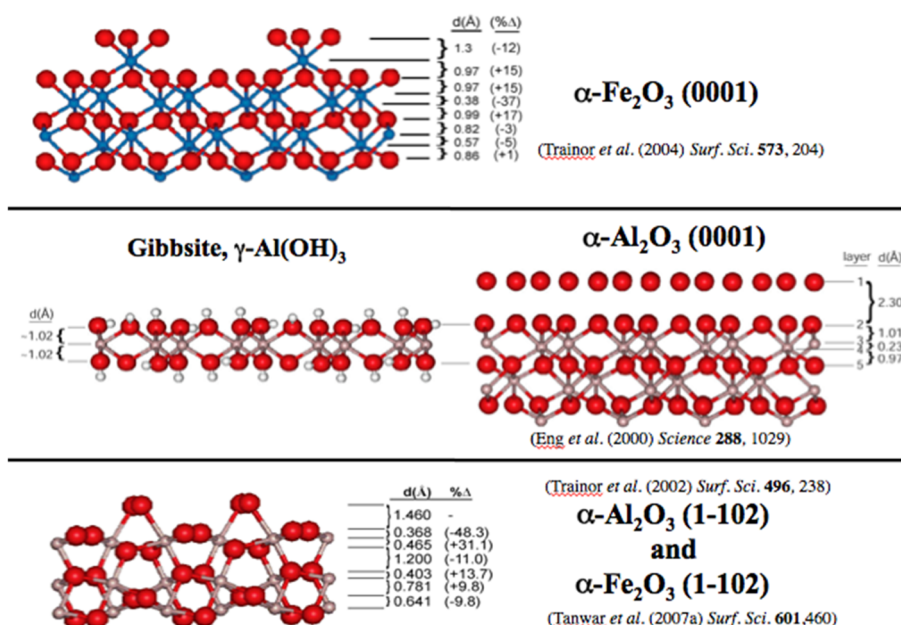 d(Å) (%Δ)
1.3 (-12)
0.97 (+15)
0.97 (+15)
0.38 (-37)
0.99 (+17)
0.82 (-3)
0.57 (-5)
0.86 (+1)
α-Fe₂O₃ (0001)
(Trainor et al. (2004) Surf. Sci. 573, 204)
Gibbsite, γ-Al(OH)₃
d(Å)
~1.02
~1.02
α-Al₂O₃ (0001)
layer d(Å)
1
2.30
2
1.01
3
0.23
4
0.97
5
(Eng et al. (2000) Science 288, 1029)
d(Å) %Δ
1.460 -
0.368 (-48.3)
0.465 (+31.1)
1.200 (-11.0)
0.403 (+13.7)
0.781 (+9.8)
0.641 (-9.8)
(Trainor et al. (2002) Surf. Sci. 496, 238)
α-Al₂O₃ (1-102)
and
α-Fe₂O₃ (1-102)
(Tanwar et al. (2007a) Surf. Sci. 601,460)